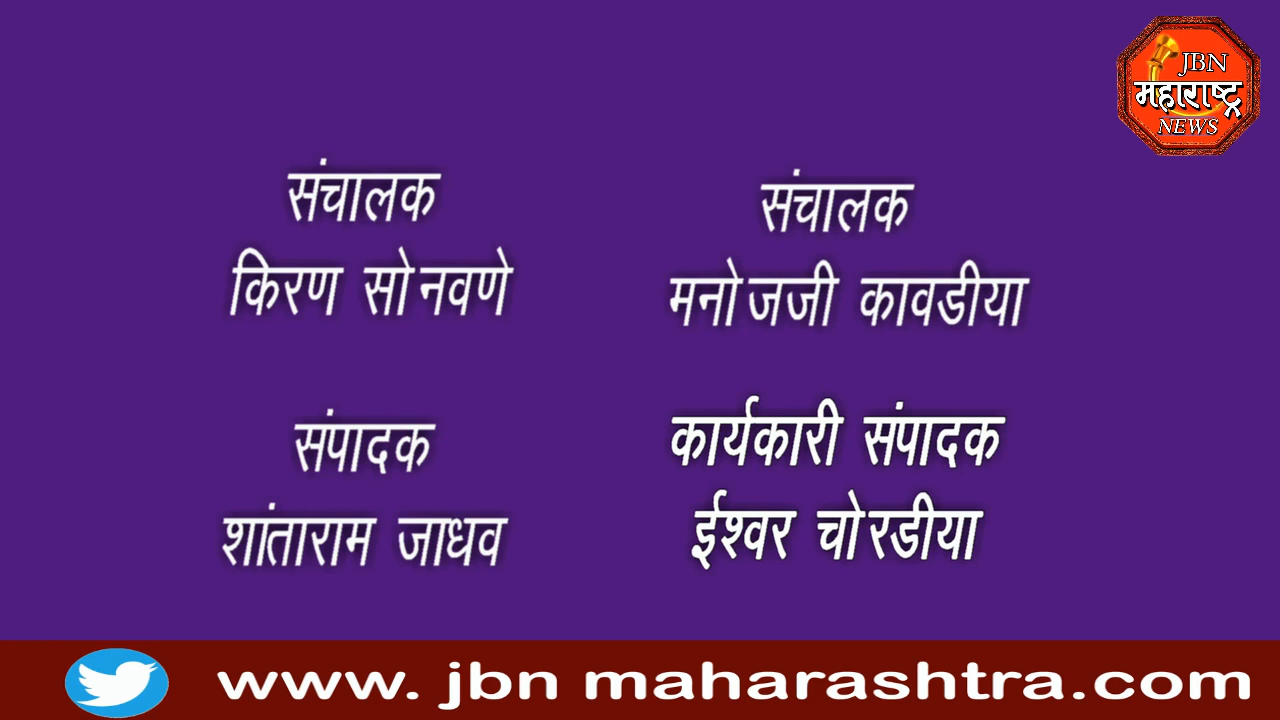 JBN
महाराष्ट्र
NEWS
संचालक
किरण सोनवणे
संचालक
मनोजजी कावडीया
संपादक
शांताराम जाधव
कार्यकारी संपादक
ईश्वर चोरडीया
www. jbn maharashtra.com